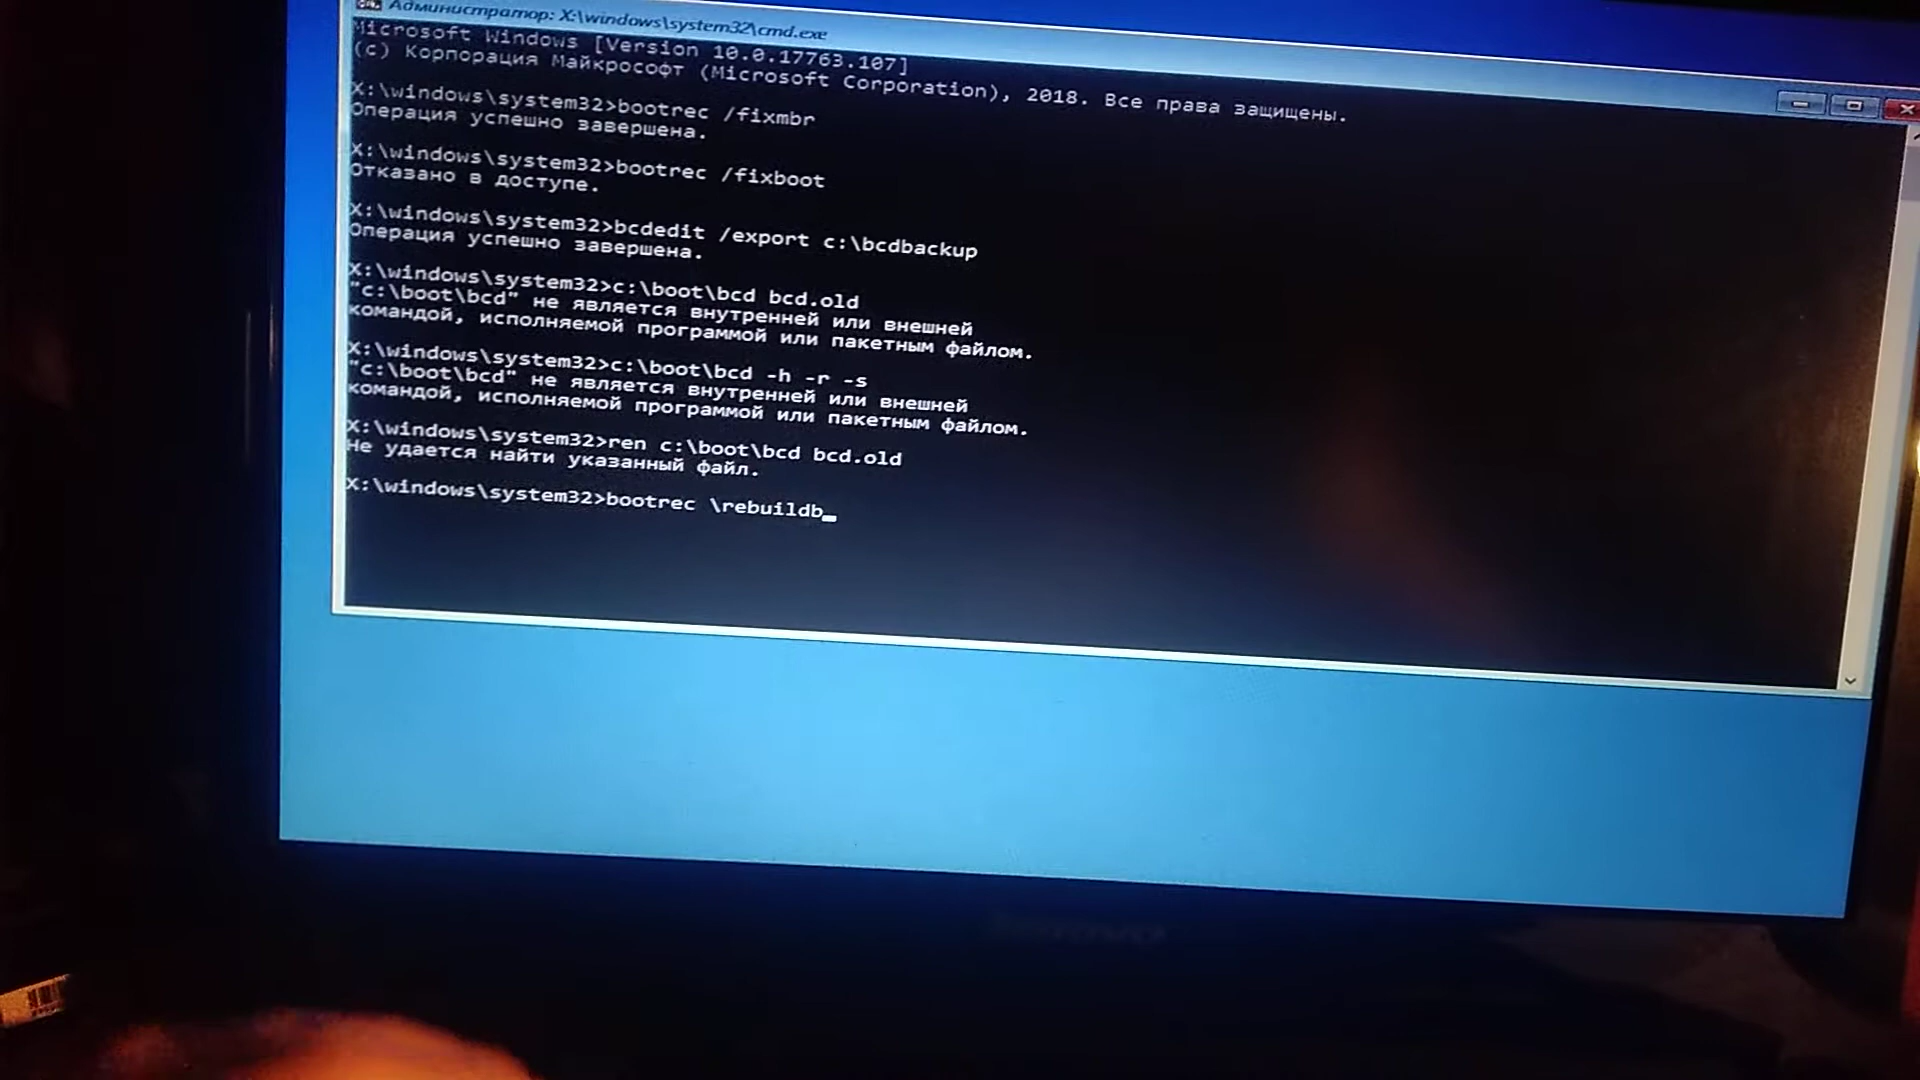 Администратор: X:\windows\system32\cmd.exe
Microsoft Windows [Version 10.0.17763.107]
(c) Корпорация Майкрософт (Microsoft Corporation), 2018. Все права защищены.
X:\windows\system32>bootrec /fixmbr
Операция успешно завершена.
X:\windows\system32>bootrec /fixboot
Отказано в доступе.
X:\windows\system32>bcdedit /export c:\bcdbackup
Операция успешно завершена.
X:\windows\system32>c:\boot\bcd bcd.old
"c:\boot\bcd" не является внутренней или внешней
командой, исполняемой программой или пакетным файлом.
X:\windows\system32>c:\boot\bcd -h -r -s
"c:\boot\bcd" не является внутренней или внешней
командой, исполняемой программой или пакетным файлом.
X:\windows\system32>ren c:\boot\bcd bcd.old
Не удается найти указанный файл.
X:\windows\system32>bootrec \rebuildb